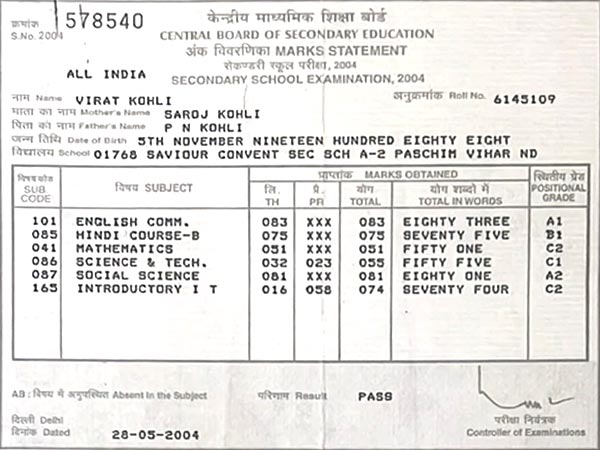 क्रमांक 1578540
S.No. 2004
केन्द्रीय माध्यमिक शिक्षा बोर्ड
CENTRAL BOARD OF SECONDARY EDUCATION
अंक विवरणिका MARKS STATEMENT
सेकण्डरी स्कूल परीक्षा, 2004
ALL INDIA SECONDARY SCHOOL EXAMINATION, 2004
नाम Name VIRAT KOHLI अनुक्रमांक Roll No. 6145109
माता का नाम Mother's Name SAROJ KOHLI
पिता का नाम Father's Name P N KOHLI
जन्म तिथि Date of Birth 5TH NOVEMBER NINETEEN HUNDRED EIGHTY EIGHT
विद्यालय School 01768 SAVIOUR CONVENT SEC SCH A-2 PASCHIM VIHAR ND
विषय कोड SUB CODE विषय SUBJECT प्राप्तांक MARKS OBTAINED स्थितीय ग्रेड POSITIONAL GRADE
लि. TH प्रै. PR योग TOTAL योग शब्दों में TOTAL IN WORDS
101 ENGLISH COMM. 083 XXX 083 EIGHTY THREE A1
085 HINDI COURSE-B 075 XXX 075 SEVENTY FIVE B1
041 MATHEMATICS 051 XXX 051 FIFTY ONE C2
086 SCIENCE & TECH. 032 023 055 FIFTY FIVE C1
087 SOCIAL SCIENCE 081 XXX 081 EIGHTY ONE A2
165 INTRODUCTORY I T 016 058 074 SEVENTY FOUR C2
AB : विषय में अनुपस्थित Absent in the Subject परिणाम Result PASS
दिल्ली Delhi
दिनांक Dated 28-05-2004
परीक्षा नियंत्रक
Controller of Examinations